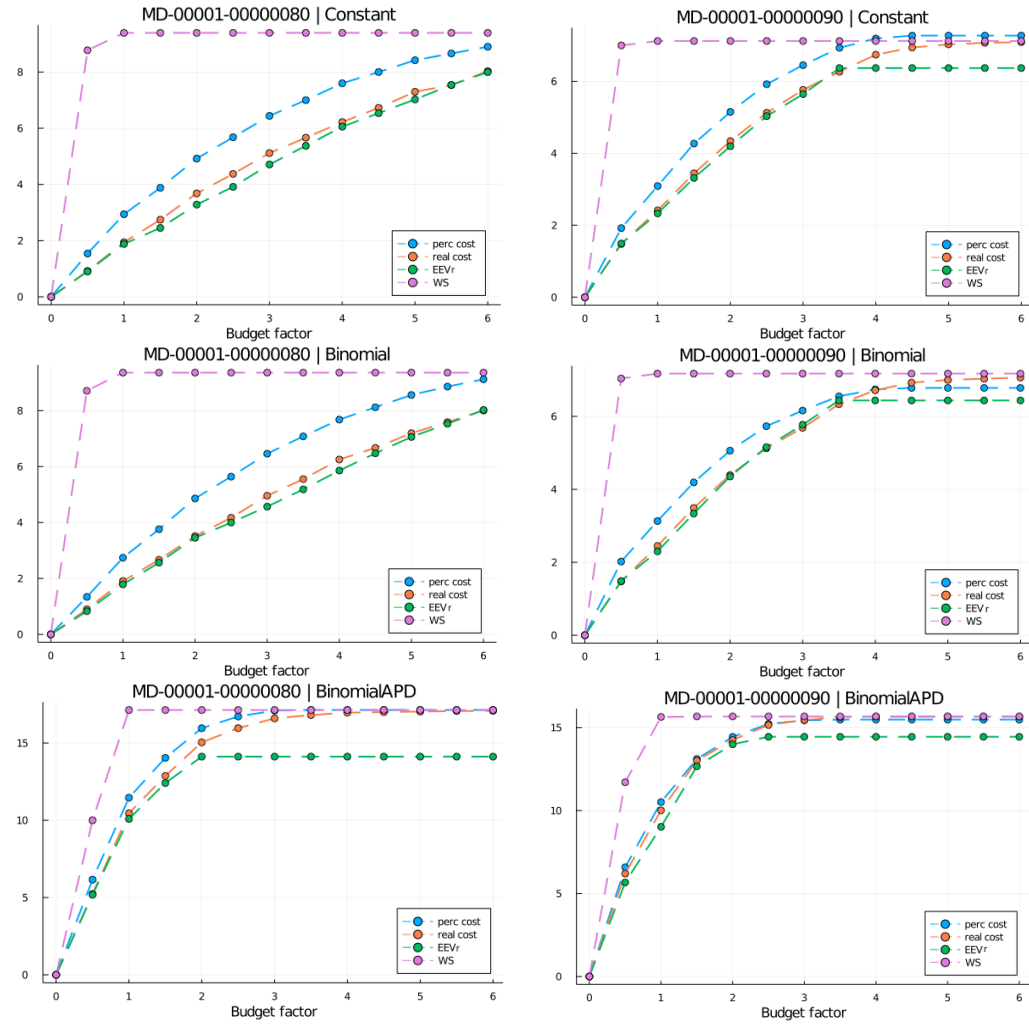 MD-00001-00000080 | Constant
8
6
4
2
0
0 1 2 3 4 5 6
Budget factor
perc cost
real cost
EEVr
WS
MD-00001-00000090 | Constant
6
4
2
0
0 1 2 3 4 5 6
Budget factor
perc cost
real cost
EEVr
WS
MD-00001-00000080 | Binomial
8
6
4
2
0
0 1 2 3 4 5 6
Budget factor
perc cost
real cost
EEVr
WS
MD-00001-00000090 | Binomial
6
4
2
0
0 1 2 3 4 5 6
Budget factor
perc cost
real cost
EEVr
WS
MD-00001-00000080 | BinomialAPD
15
10
5
0
0 1 2 3 4 5 6
Budget factor
perc cost
real cost
EEVr
WS
MD-00001-00000090 | BinomialAPD
15
10
5
0
0 1 2 3 4 5 6
Budget factor
perc cost
real cost
EEVr
WS